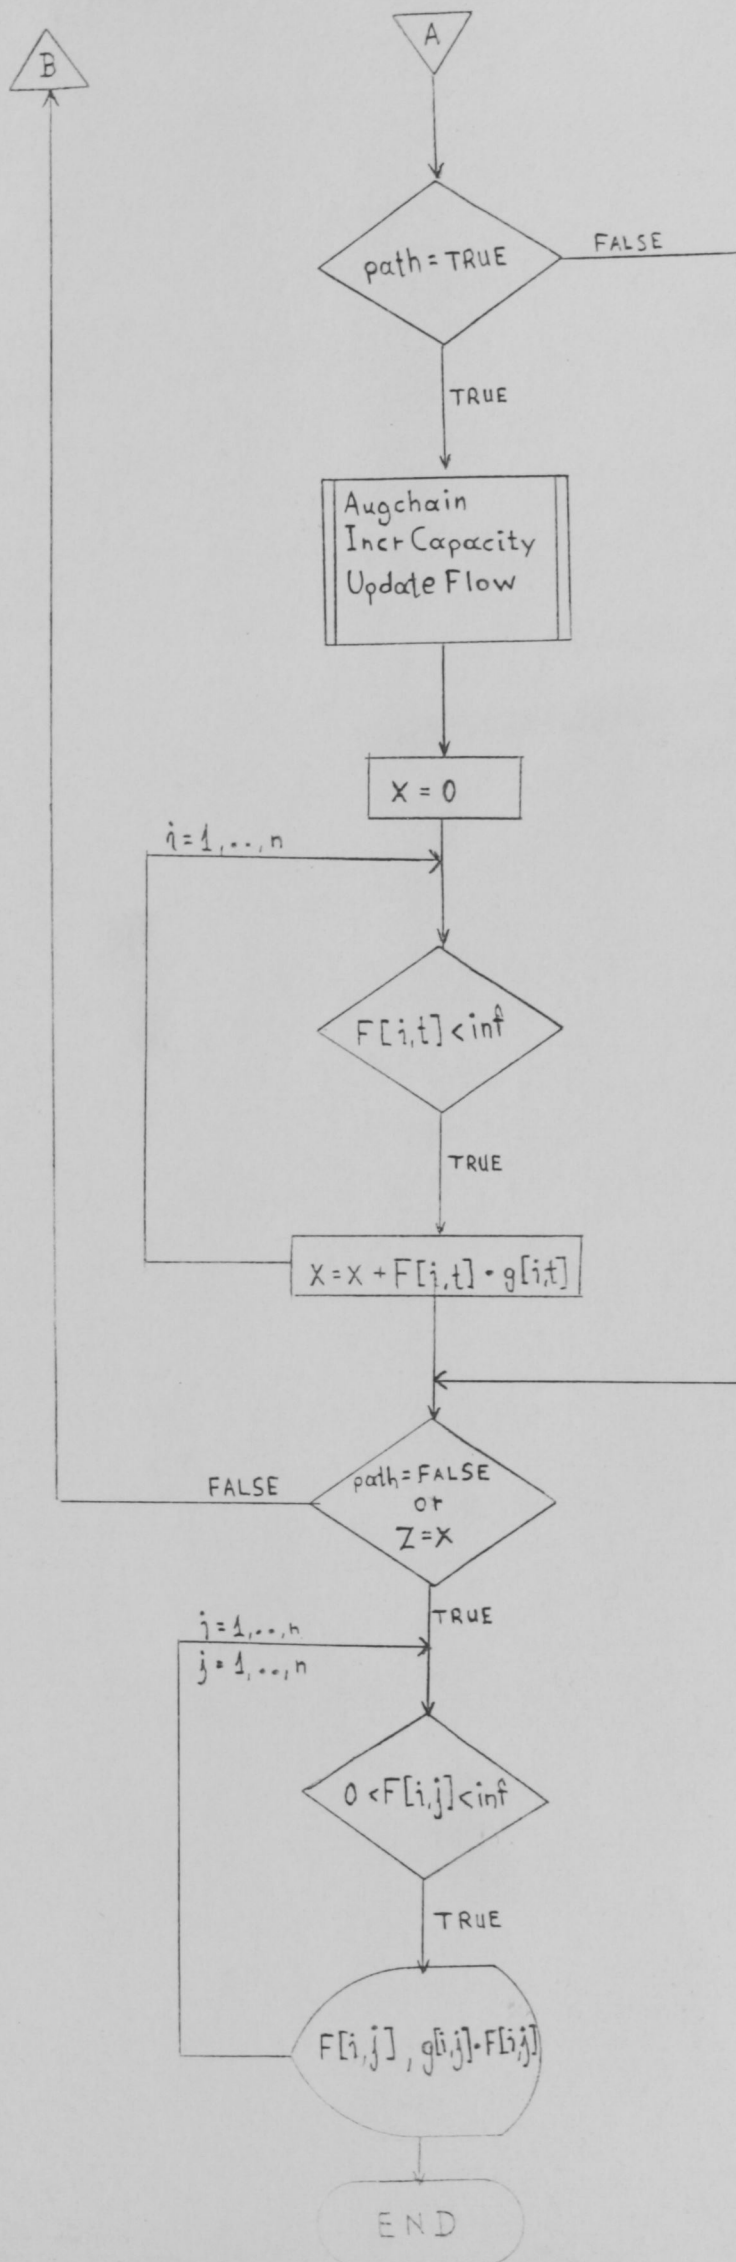 A
B
path = TRUE
FALSE
TRUE
Augchain
Incr Capacity
Update Flow
X = 0
i = 1, .., n
F[i,t] < inf
TRUE
X = X + F[i,t] · g[i,t]
path = FALSE
or
Z = X
FALSE
TRUE
i = 1, .., n
j = 1, .., n
0 < F[i,j] < inf
TRUE
F[i,j] , g[i,j] · F[i,j]
END